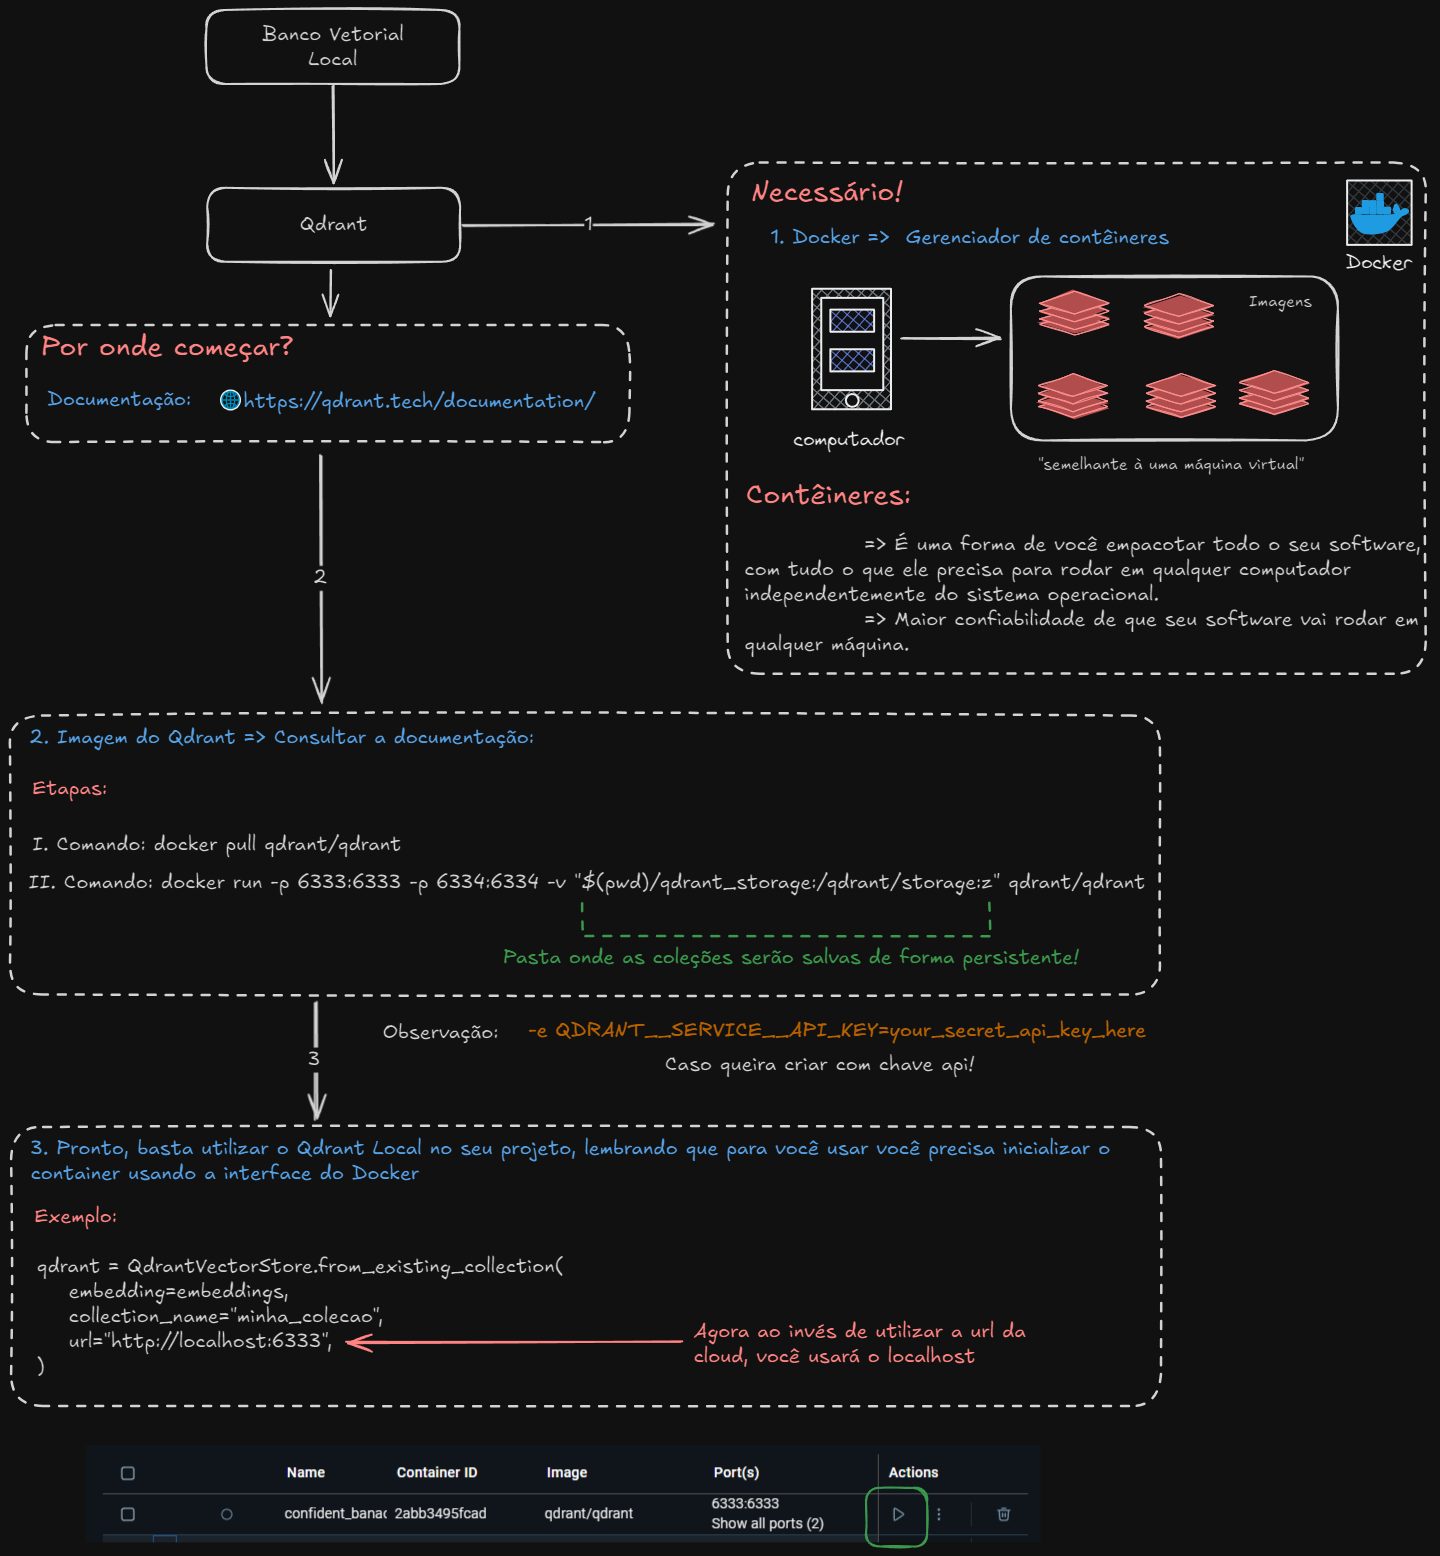 Banco Vetorial
Local
Qdrant
1
Necessário!
1. Docker => Gerenciador de contêineres
Docker
Imagens
computador
"semelhante à uma máquina virtual"
Contêineres:
=> É uma forma de você empacotar todo o seu software,
com tudo o que ele precisa para rodar em qualquer computador
independentemente do sistema operacional.
=> Maior confiabilidade de que seu software vai rodar em
qualquer máquina.
Por onde começar?
Documentação: https://qdrant.tech/documentation/
2
2. Imagem do Qdrant => Consultar a documentação:
Etapas:
I. Comando: docker pull qdrant/qdrant
II. Comando: docker run -p 6333:6333 -p 6334:6334 -v "$(pwd)/qdrant_storage:/qdrant/storage:z" qdrant/qdrant
Pasta onde as coleções serão salvas de forma persistente!
Observação: -e QDRANT__SERVICE__API_KEY=your_secret_api_key_here
Caso queira criar com chave api!
3
3. Pronto, basta utilizar o Qdrant Local no seu projeto, lembrando que para você usar você precisa inicializar o
container usando a interface do Docker
Exemplo:
qdrant = QdrantVectorStore.from_existing_collection(
embedding=embeddings,
collection_name="minha_colecao",
url="http://localhost:6333",
)
Agora ao invés de utilizar a url da
cloud, você usará o localhost
Name Container ID Image Port(s) Actions
confident_banac 2abb3495fcad qdrant/qdrant 6333:6333
Show all ports (2)